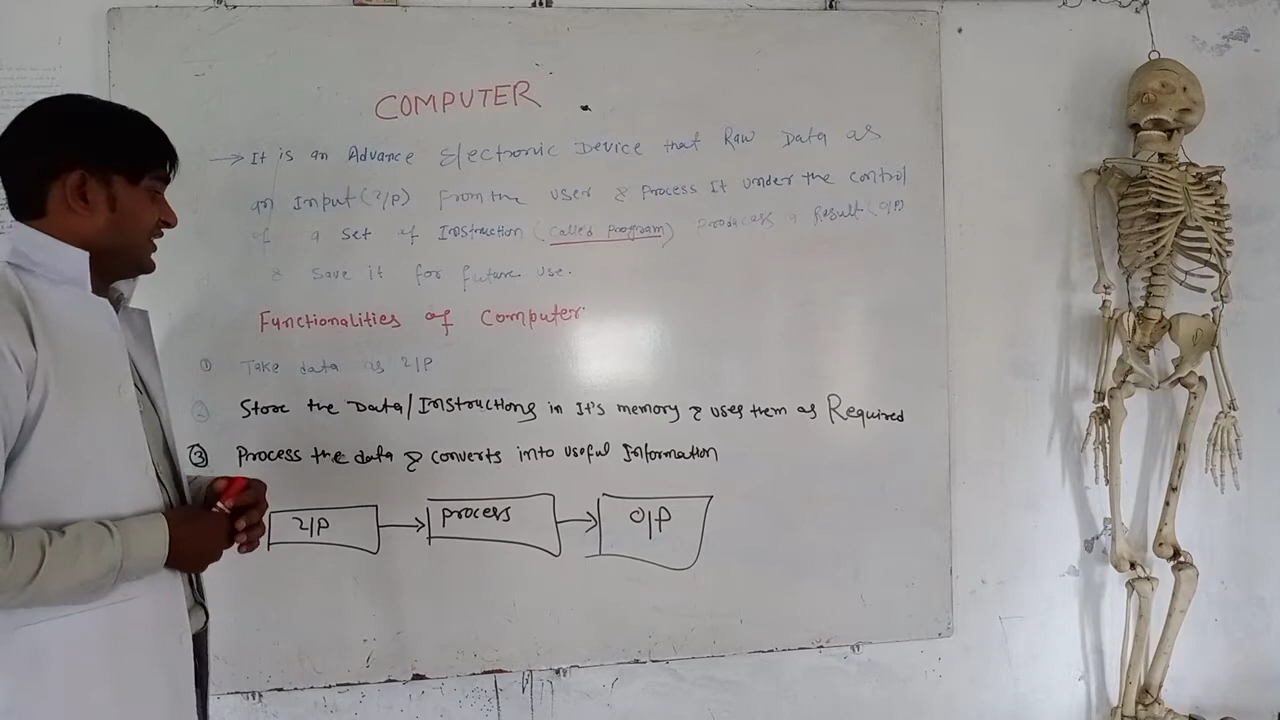 COMPUTER
→ It is an Advance Electronic Device that Raw Data as
an Input (I/P) From the user & Process It under the control
of a set of Instruction (Called Program) Produces a Result (O/P)
& Save it for future use.
Functionalities of Computer
① Take data as I/P
② Store the Data/Instructions in It's memory & uses them as Required
③ Process the data & converts into useful Information
I/P → process → O/P